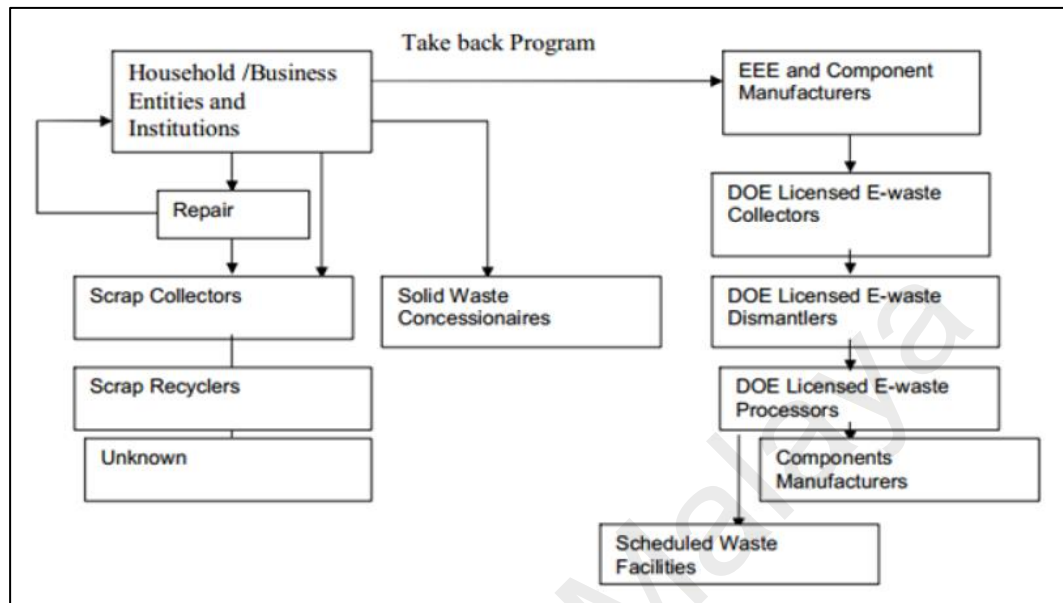 Take back Program
Household /Business
Entities and
Institutions
EEE and Component
Manufacturers
Repair
DOE Licensed E-waste
Collectors
Scrap Collectors
Solid Waste
Concessionaires
DOE Licensed E-waste
Dismantlers
Scrap Recyclers
DOE Licensed E-waste
Processors
Unknown
Components
Manufacturers
Scheduled Waste
Facilities
Malaya